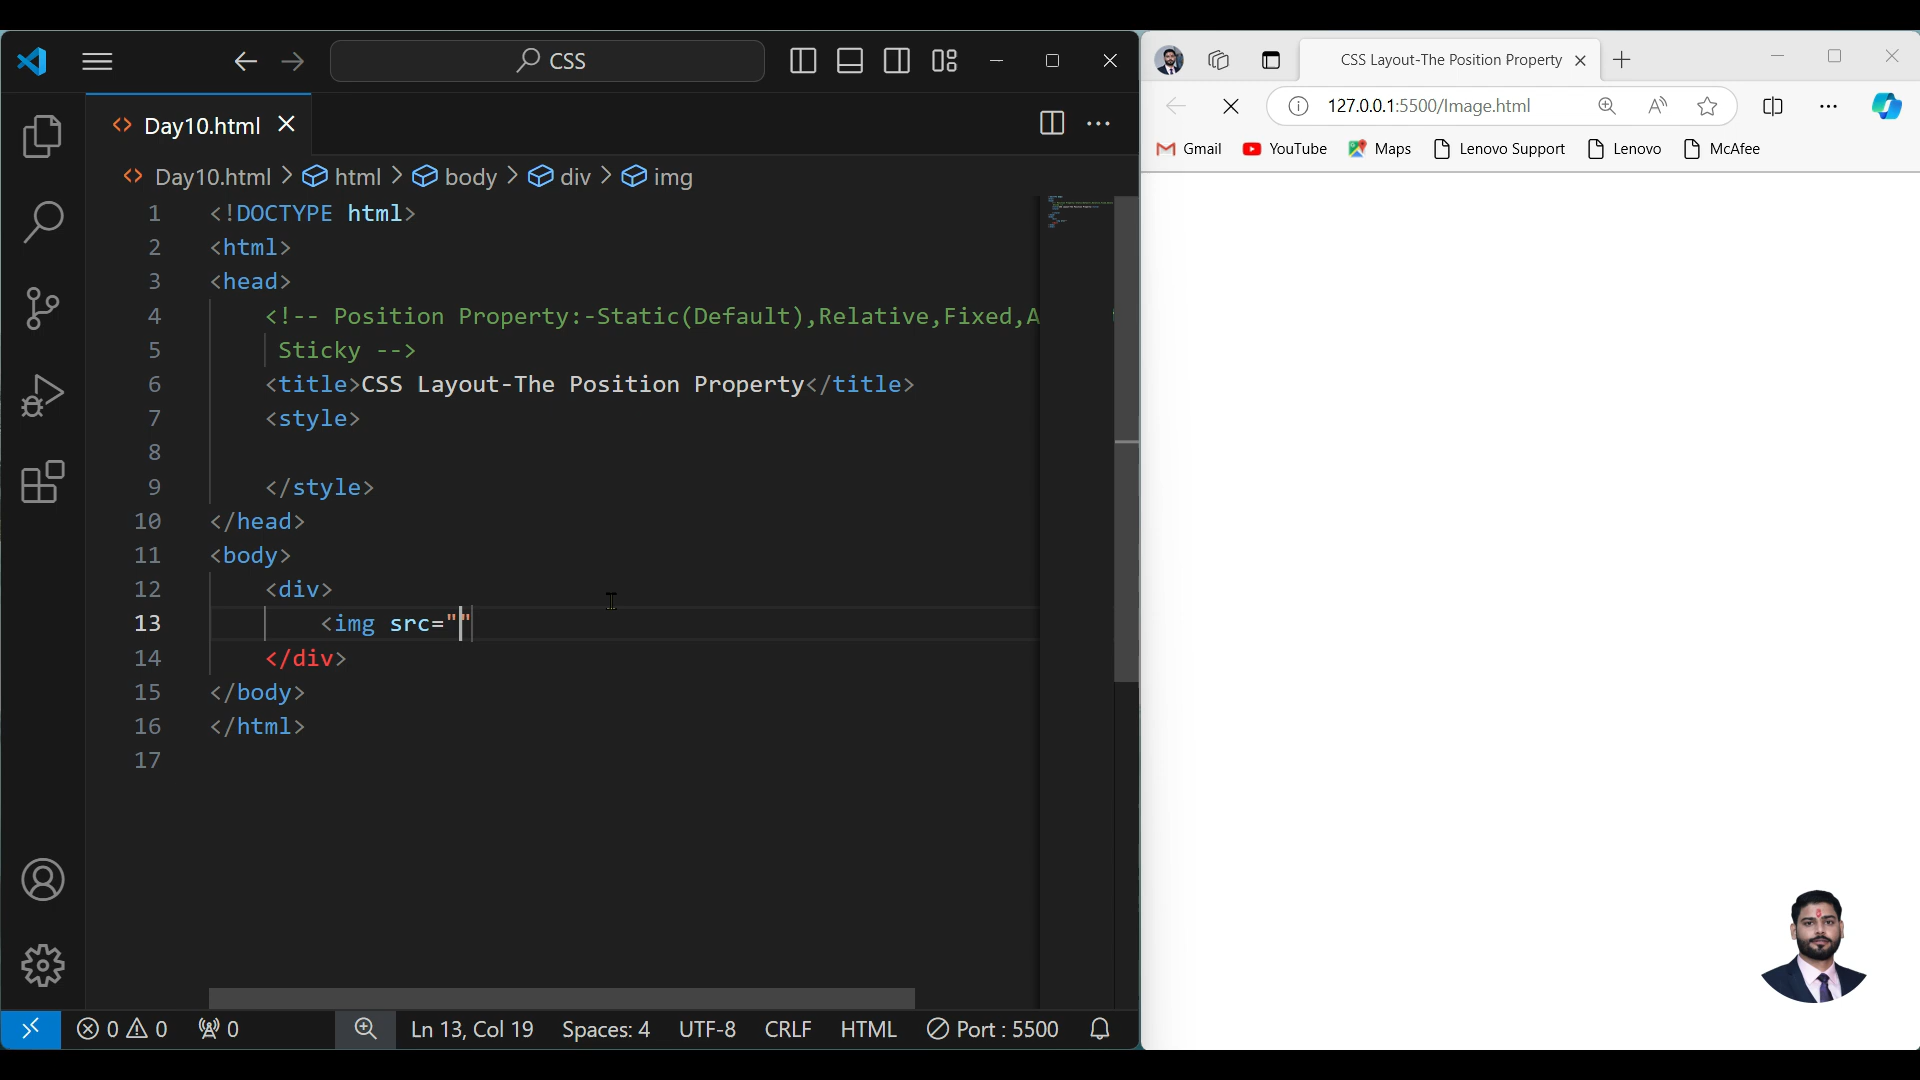 CSS
Day10.html
Day10.html > html > body > div > img
1 <!DOCTYPE html>
2 <html>
3 <head>
4 <!-- Position Property:-Static(Default),Relative,Fixed,A
5 Sticky -->
6 <title>CSS Layout-The Position Property</title>
7 <style>
8
9 </style>
10 </head>
11 <body>
12 <div>
13 <img src=""
14 </div>
15 </body>
16 </html>
17
0 0 0 Ln 13, Col 19 Spaces: 4 UTF-8 CRLF HTML Port : 5500
CSS Layout-The Position Property
127.0.0.1:5500/Image.html
Gmail YouTube Maps Lenovo Support Lenovo McAfee